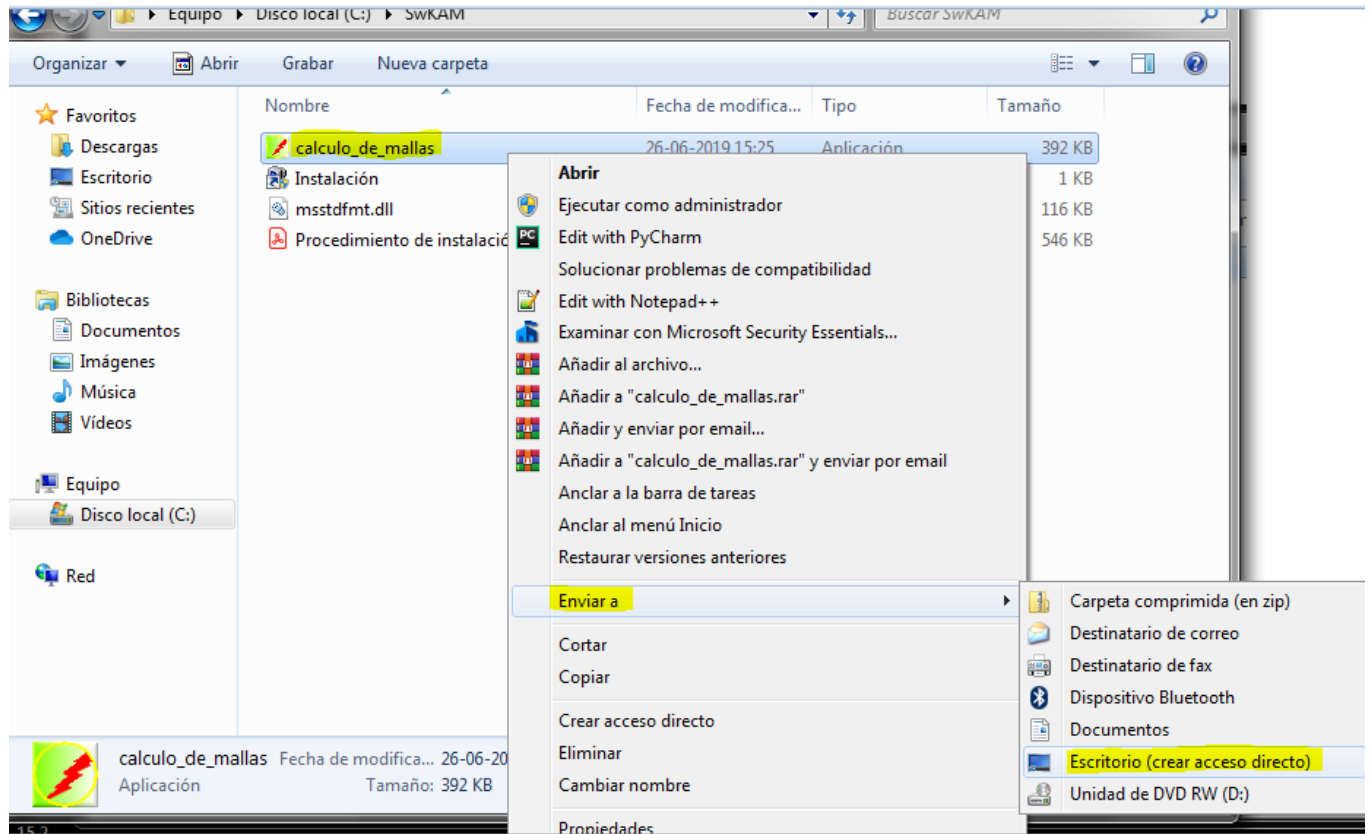 Equipo Disco local (C:) SwKAM Buscar SwKAM
Organizar Abrir Grabar Nueva carpeta
Favoritos
Descargas
Escritorio
Sitios recientes
OneDrive
Bibliotecas
Documentos
Imágenes
Música
Vídeos
Equipo
Disco local (C:)
Red
Nombre Fecha de modifica... Tipo Tamaño
calculo_de_mallas 26-06-2019 15:25 Aplicación 392 KB
Instalación 1 KB
msstdfmt.dll 116 KB
Procedimiento de instalació 546 KB
Abrir
Ejecutar como administrador
PC Edit with PyCharm
Solucionar problemas de compatibilidad
Edit with Notepad++
Examinar con Microsoft Security Essentials...
Añadir al archivo...
Añadir a "calculo_de_mallas.rar"
Añadir y enviar por email...
Añadir a "calculo_de_mallas.rar" y enviar por email
Anclar a la barra de tareas
Anclar al menú Inicio
Restaurar versiones anteriores
Enviar a
Cortar
Copiar
Crear acceso directo
Eliminar
Cambiar nombre
Propiedades
Carpeta comprimida (en zip)
Destinatario de correo
Destinatario de fax
Dispositivo Bluetooth
Documentos
Escritorio (crear acceso directo)
Unidad de DVD RW (D:)
calculo_de_mallas Fecha de modifica... 26-06-20
Aplicación Tamaño: 392 KB